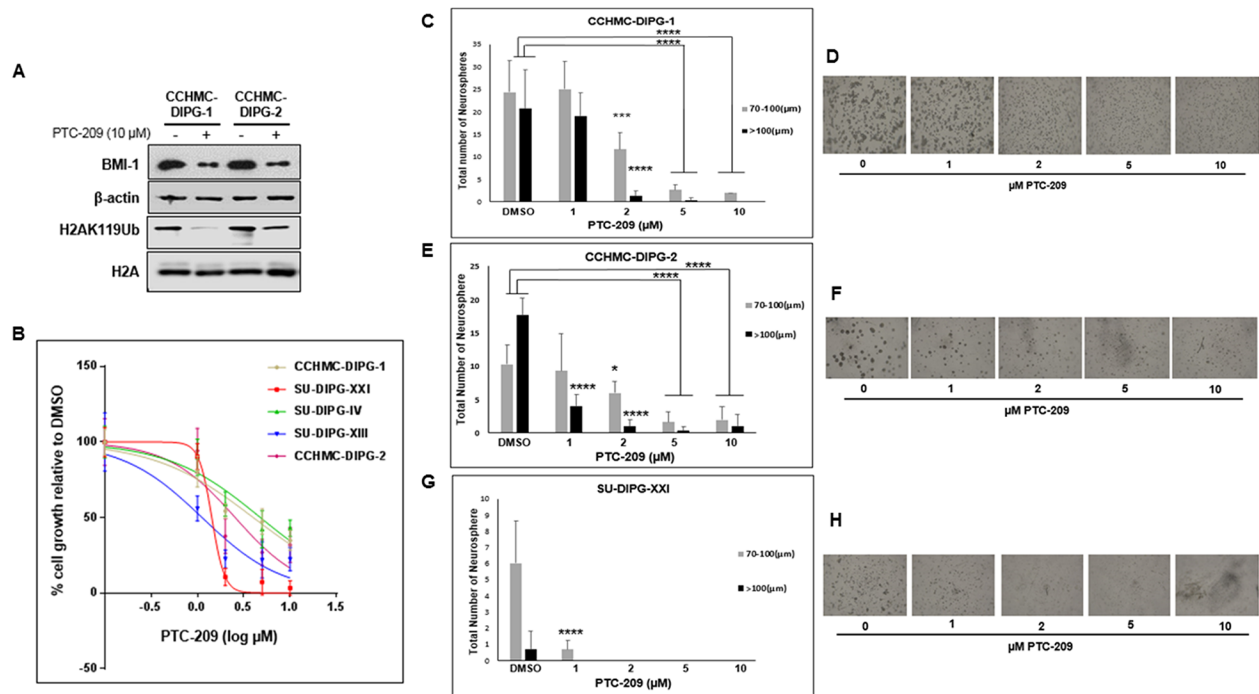 A
CCHMC-DIPG-1 CCHMC-DIPG-2
PTC-209 (10 µM) - + - +
BMI-1
β-actin
H2AK119Ub
H2A
B
CCHMC-DIPG-1
SU-DIPG-XXI
SU-DIPG-IV
SU-DIPG-XIII
CCHMC-DIPG-2
% cell growth relative to DMSO
150
100
50
0
-50
-0.5 0.0 0.5 1.0 1.5
PTC-209 (log µM)
C
CCHMC-DIPG-1
****
****
70-100(µm)
>100(µm)
***
****
Total number of Neurospheres
35
30
25
20
15
10
5
0
DMSO 1 2 5 10
PTC-209 (µM)
D
0 1 2 5 10
µM PTC-209
E
CCHMC-DIPG-2
****
****
70-100(µm)
>100(µm)
****
*
****
Total Number of Neurosphere
25
20
15
10
5
0
DMSO 1 2 5 10
PTC-209 (µM)
F
0 1 2 5 10
µM PTC-209
G
SU-DIPG-XXI
70-100(µm)
>100(µm)
****
Total Number of Neurosphere
10
9
8
7
6
5
4
3
2
1
0
DMSO 1 2 5 10
PTC-209 (µM)
H
0 1 2 5 10
µM PTC-209